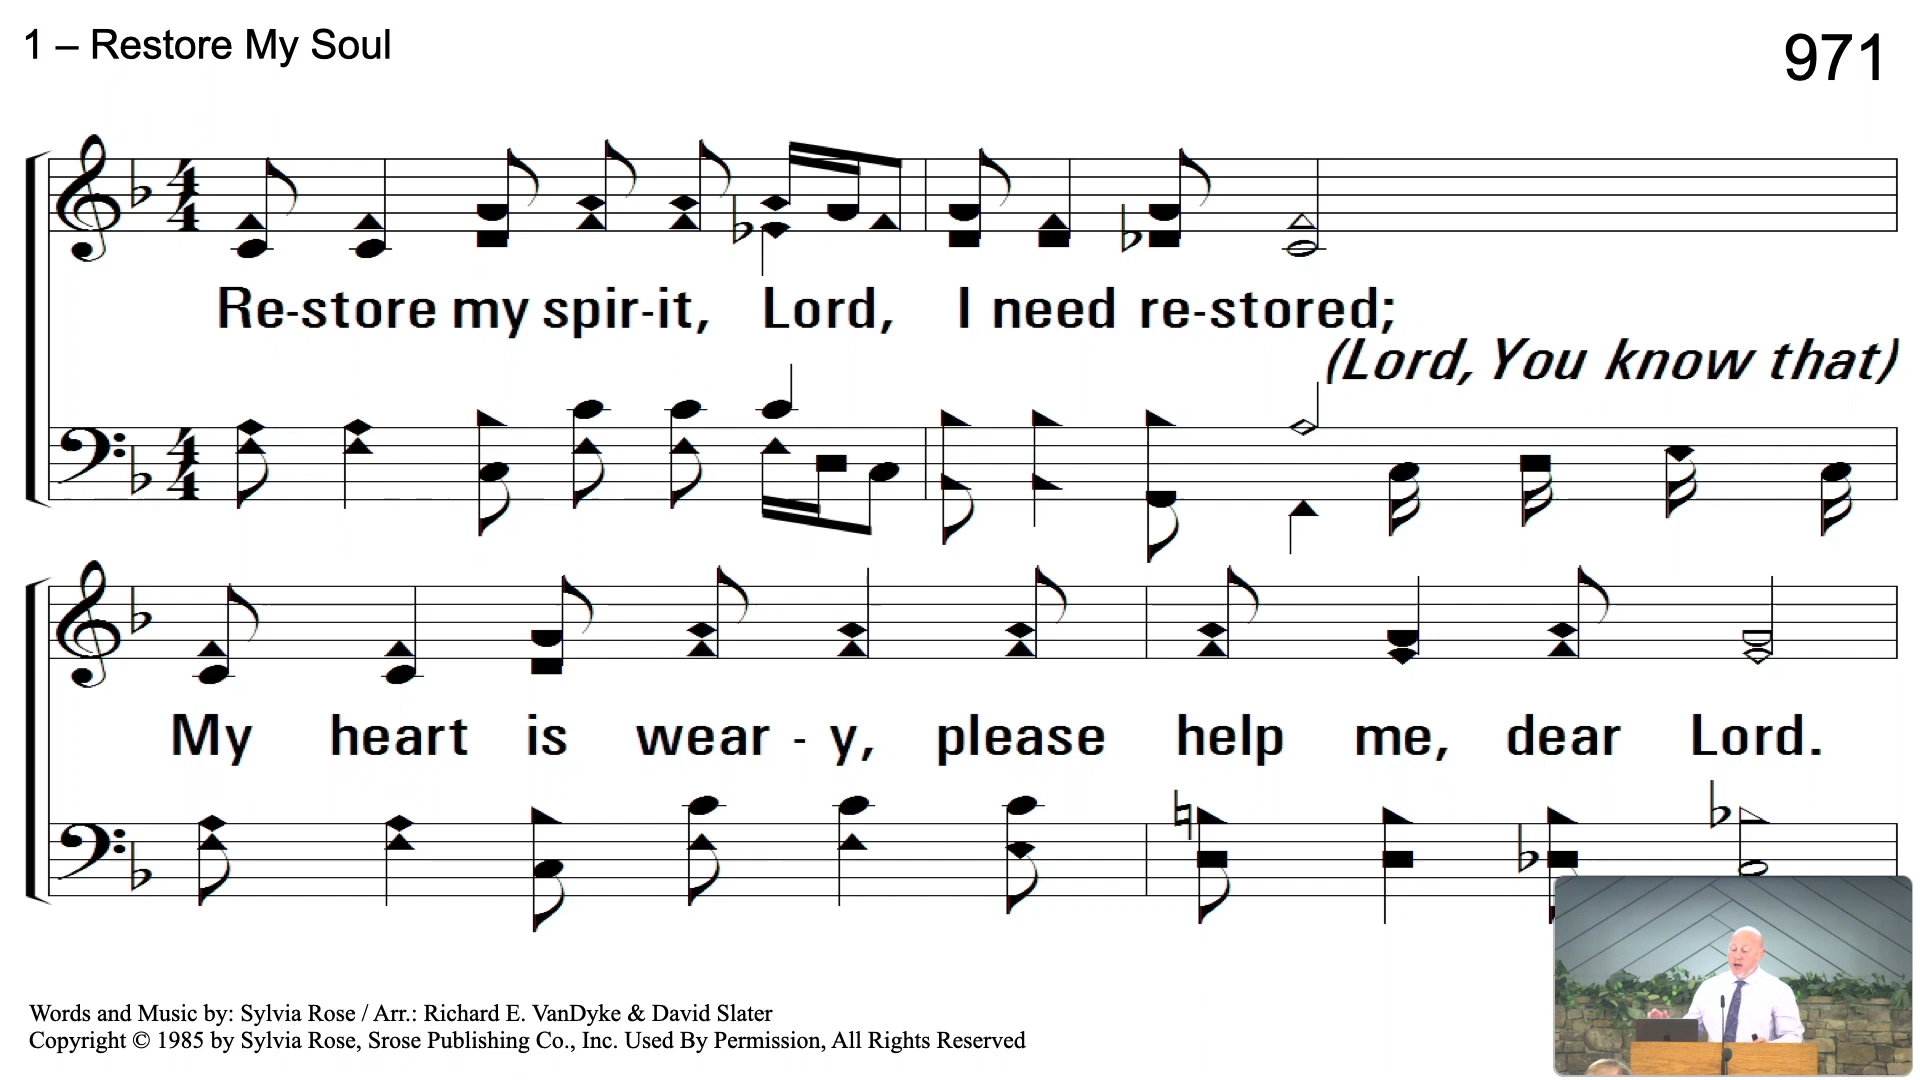 1 – Restore My Soul
971
Re-store my spir-it, Lord, I need re-stored;
(Lord, You know that)
My heart is wear - y, please help me, dear Lord.
Words and Music by: Sylvia Rose / Arr.: Richard E. VanDyke & David Slater
Copyright © 1985 by Sylvia Rose, Srose Publishing Co., Inc. Used By Permission, All Rights Reserved